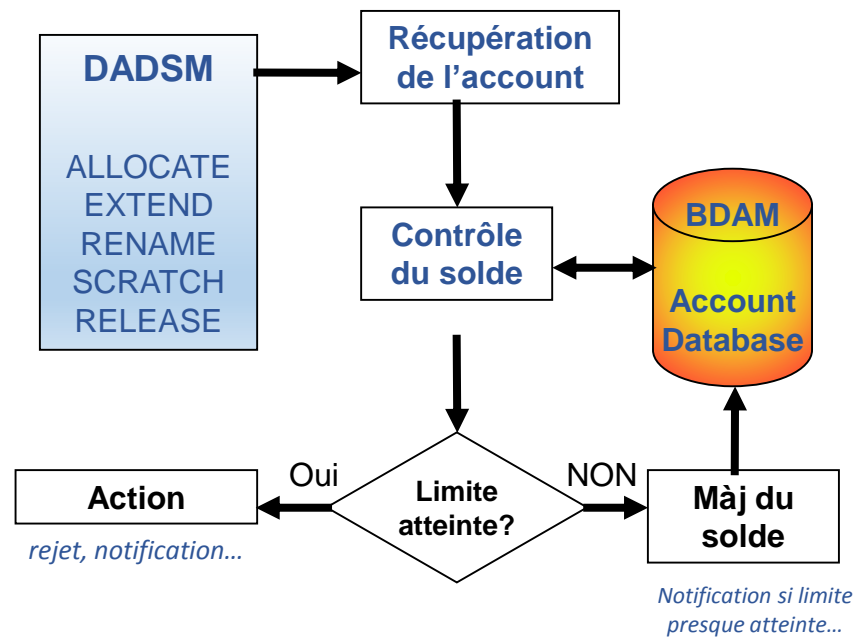 DADSM
ALLOCATE
EXTEND
RENAME
SCRATCH
RELEASE
Récupération
de l’account
Contrôle
du solde
BDAM
Account
Database
Limite
atteinte?
Oui
NON
Action
rejet, notification…
Màj du
solde
Notification si limite
presque atteinte…